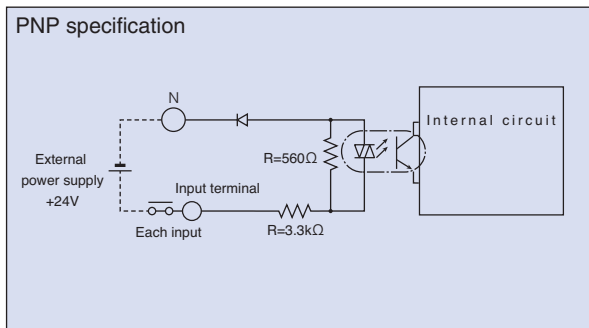 PNP specification
N
Internal circuit
R=560Ω
External
power supply
+24V
Input terminal
Each input
R=3.3kΩ